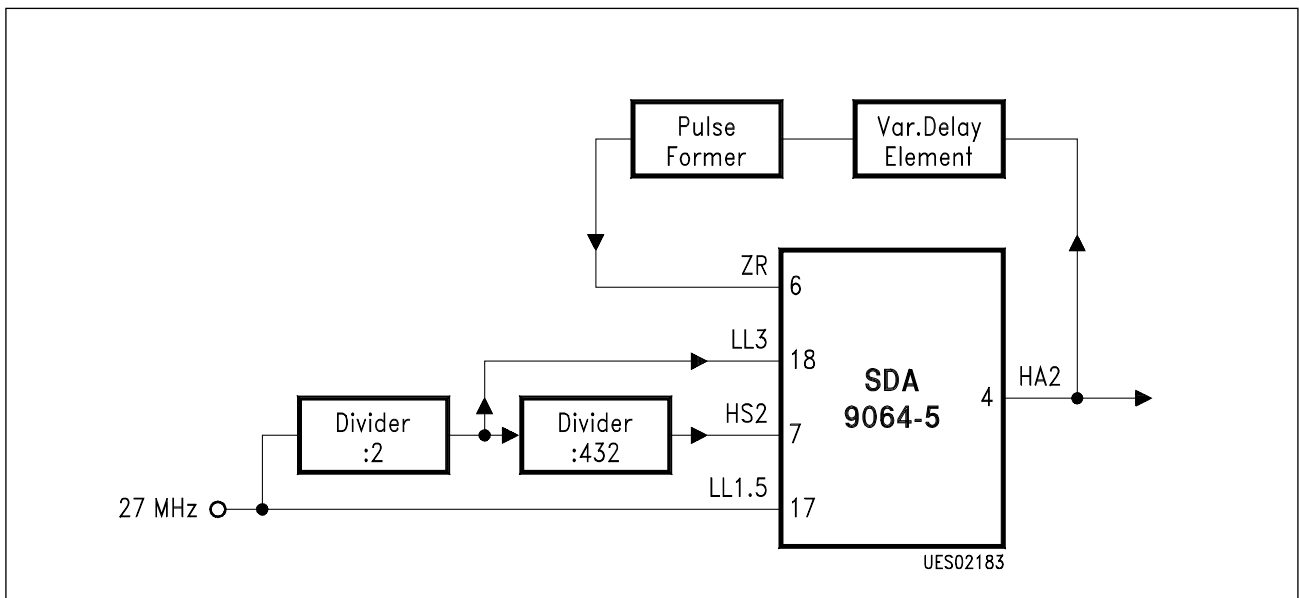 Pulse
Former
Var.Delay
Element
ZR
6
LL3
18
SDA
9064-5
4
HA2
Divider
:2
Divider
:432
HS2
7
LL1.5
17
27 MHz
UES02183